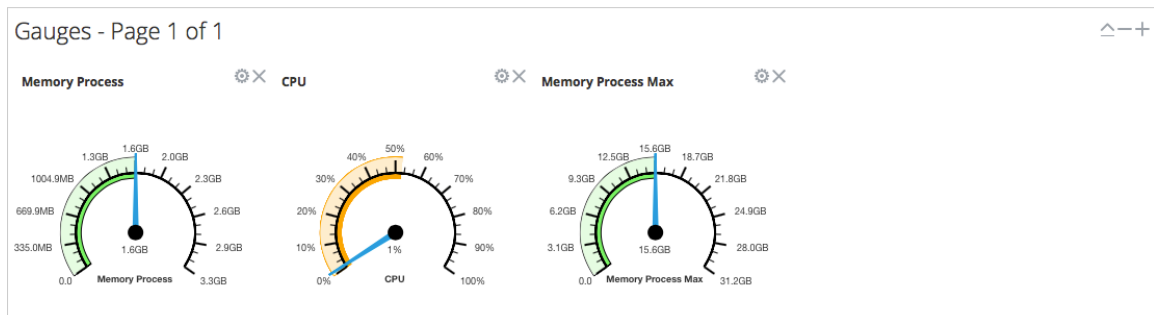 Gauges - Page 1 of 1
Memory Process
CPU
Memory Process Max
0.0
335.0MB
669.9MB
1004.9MB
1.3GB
1.6GB
2.0GB
2.3GB
2.6GB
2.9GB
3.3GB
1.6GB
Memory Process
0%
10%
20%
30%
40%
50%
60%
70%
80%
90%
100%
1%
CPU
0.0
3.1GB
6.2GB
9.3GB
12.5GB
15.6GB
18.7GB
21.8GB
24.9GB
28.0GB
31.2GB
15.6GB
Memory Process Max